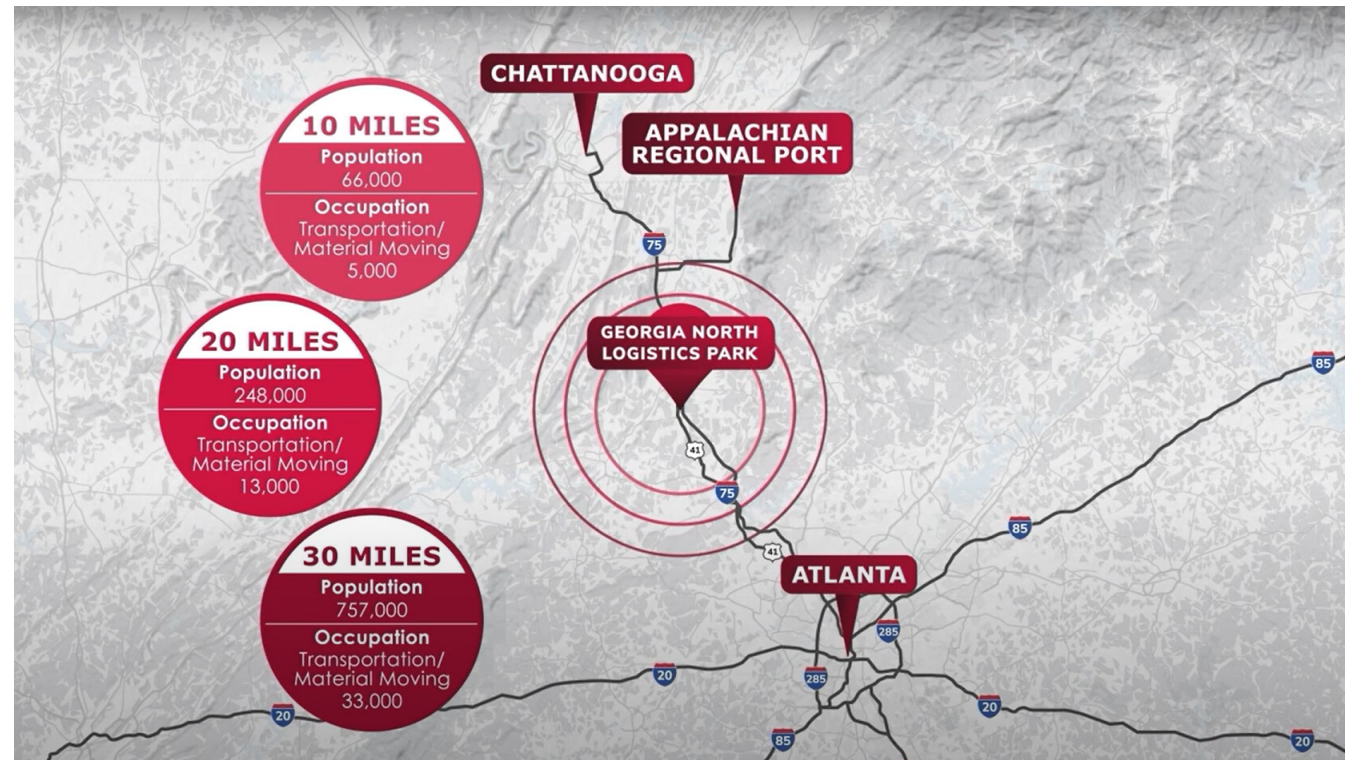 CHATTANOOGA
APPALACHIAN
REGIONAL PORT
10 MILES
Population
66,000
Occupation
Transportation/
Material Moving
5,000
75
GEORGIA NORTH
LOGISTICS PARK
20 MILES
Population
248,000
Occupation
Transportation/
Material Moving
13,000
85
41
75
85
41
30 MILES
Population
757,000
Occupation
Transportation/
Material Moving
33,000
ATLANTA
285
20
285
20
20
85
20